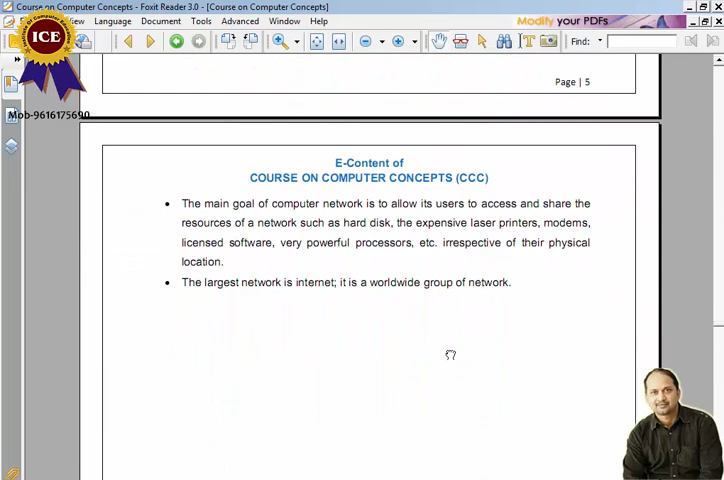 Course on Computer Concepts - Foxit Reader 3.0 - [Course on Computer Concepts]
View Language Document Tools Advanced Window Help
Modify your PDFs
Find:
ICE
Mob-9616175690
Page | 5
E-Content of
COURSE ON COMPUTER CONCEPTS (CCC)
• The main goal of computer network is to allow its users to access and share the
resources of a network such as hard disk, the expensive laser printers, modems,
licensed software, very powerful processors, etc. irrespective of their physical
location.
• The largest network is internet; it is a worldwide group of network.